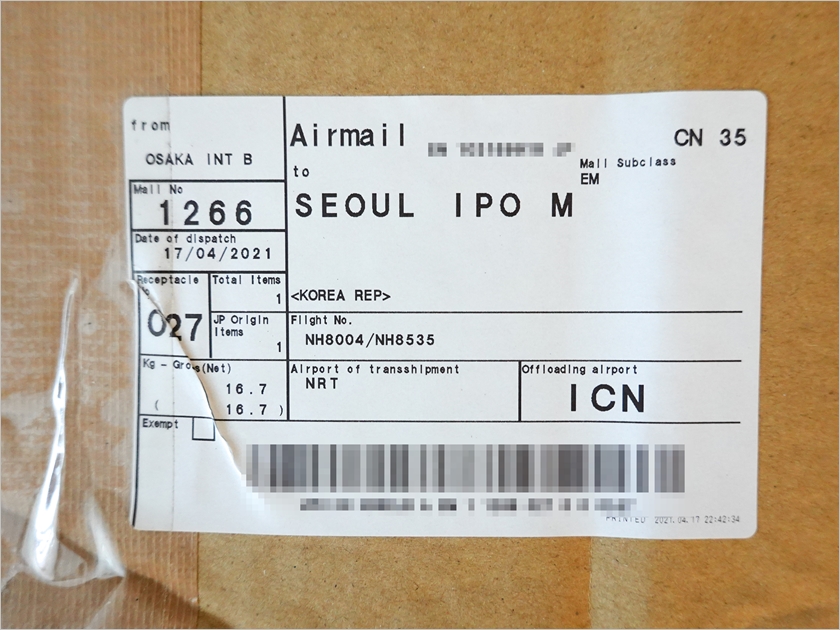 from
OSAKA INT B
Mail No
1266
Date of dispatch
17/04/2021
Receptacle No
027
Total Items
1
JP Origin Items
1
Kg - Gross(Net)
16.7
( 16.7 )
Exempt
Airmail
CN 35
to
Mail Subclass
EM
SEOUL IPO M
<KOREA REP>
Flight No.
NH8004/NH8535
Airport of transshipment
NRT
Offloading airport
ICN
PRINTED 2021.04.17 22:42:34